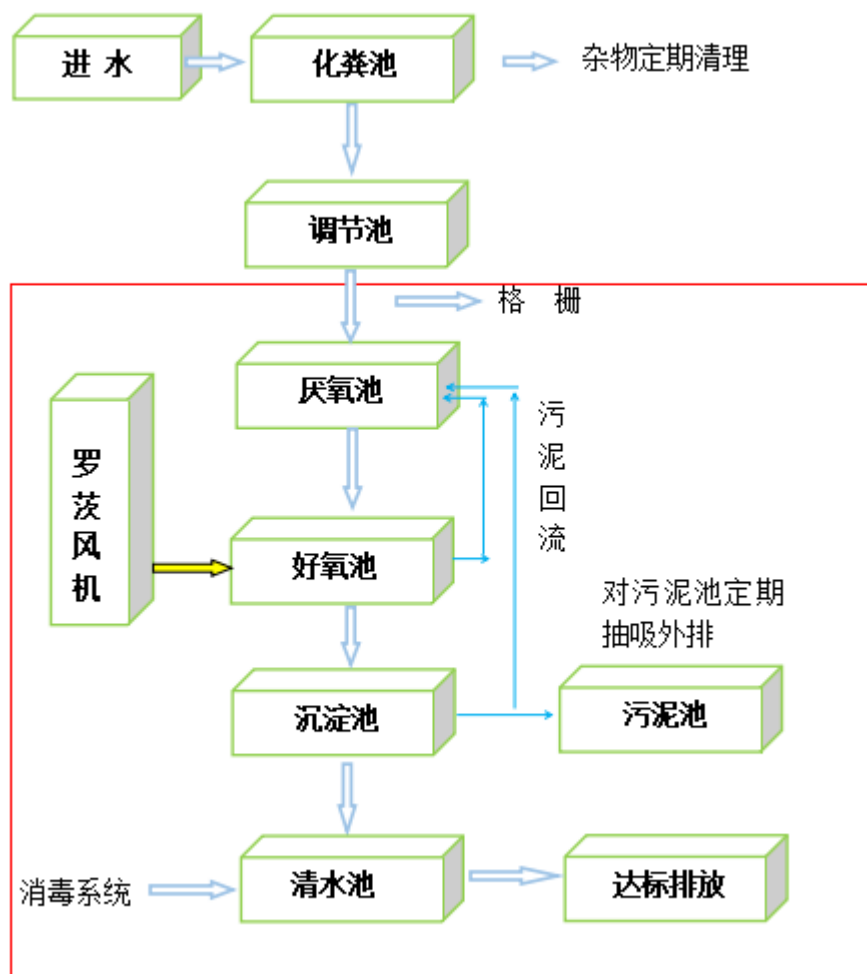 进 水
化粪池
杂物定期清理
调节池
格 栅
厌氧池
污泥回流
罗茨风机
好氧池
对污泥池定期
抽吸外排
沉淀池
污泥池
消毒系统
清水池
达标排放